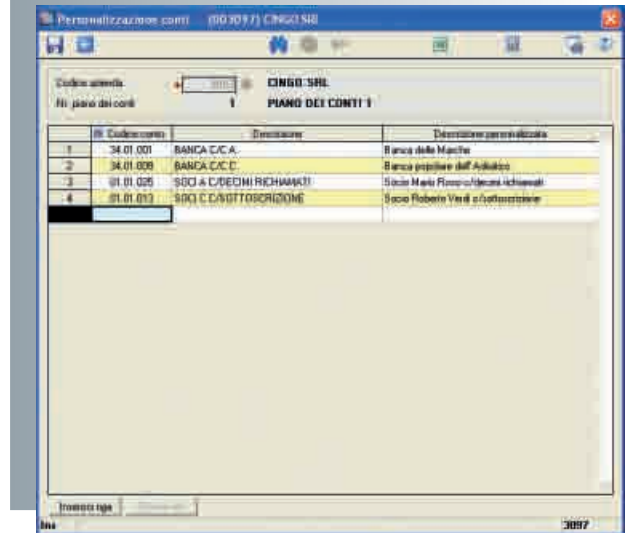 Personalizzazione conti (003097) CINGO SRL
Codice azienda 3097 CINGO SRL
Nr. piano dei conti 1 PIANO DEI CONTI 1
Codice conto Descrizione Descrizione personalizzata
1 34.01.001 BANCA C/C A. Banca delle Marche
2 34.01.009 BANCA C/C C. Banca popolare dell'Adriatico
3 01.01.025 SOCI A C/DECIMI RICHIAMATI Socio Mario Rosso c/decimi richiamati
4 01.01.013 SOCI C C/SOTTOSCRIZIONE Socio Roberto Verdi c/sottoscrizione
riga
Ins 3097